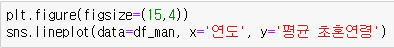 plt.figure(figsize=(15,4))
sns.lineplot(data=df_man, x='연도', y='평균 초혼연령')